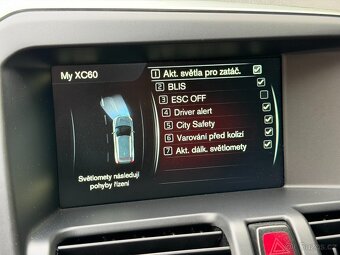 My XC60
1 Akt. světla pro zatáč.
2 BLIS
3 ESC OFF
4 Driver alert
5 City Safety
6 Varování před kolizí
7 Akt. dálk. světlomety
Světlomety následují
pohyby řízení